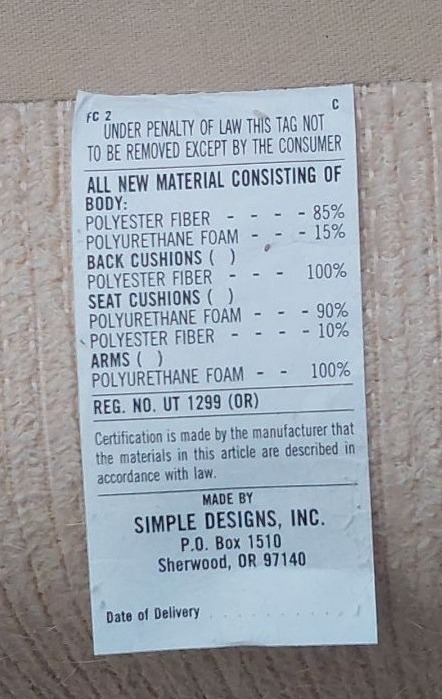 FC 2 C
UNDER PENALTY OF LAW THIS TAG NOT
TO BE REMOVED EXCEPT BY THE CONSUMER
ALL NEW MATERIAL CONSISTING OF
BODY:
POLYESTER FIBER - - - - 85%
POLYURETHANE FOAM - - - 15%
BACK CUSHIONS ( )
POLYESTER FIBER - - - 100%
SEAT CUSHIONS ( )
POLYURETHANE FOAM - - - 90%
POLYESTER FIBER - - - - 10%
ARMS ( )
POLYURETHANE FOAM - - 100%
REG. NO. UT 1299 (OR)
Certification is made by the manufacturer that
the materials in this article are described in
accordance with law.
MADE BY
SIMPLE DESIGNS, INC.
P.O. Box 1510
Sherwood, OR 97140
Date of Delivery . . . . . . . . . . .